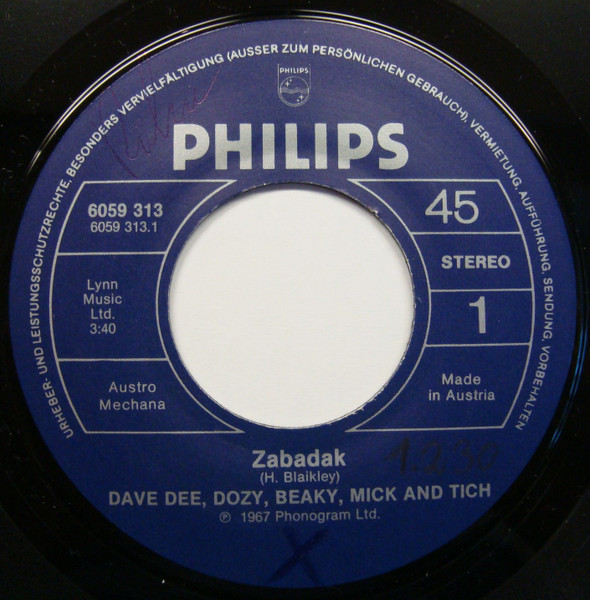 URHEBER- UND LEISTUNGSSCHUTZRECHTE, BESONDERS VERVIELFÄLTIGUNG (AUSSER ZUM PERSÖNLICHEN GEBRAUCH), VERMIETUNG, AUFFÜHRUNG, SENDUNG, VORBEHALTEN
PHILIPS
PHILIPS
6059 313
6059 313.1
45
STEREO
Lynn
Music
Ltd.
3:40
1
Austro
Mechana
Made
in Austria
Zabadak
(H. Blaikley)
DAVE DEE, DOZY, BEAKY, MICK AND TICH
℗ 1967 Phonogram Ltd.
X